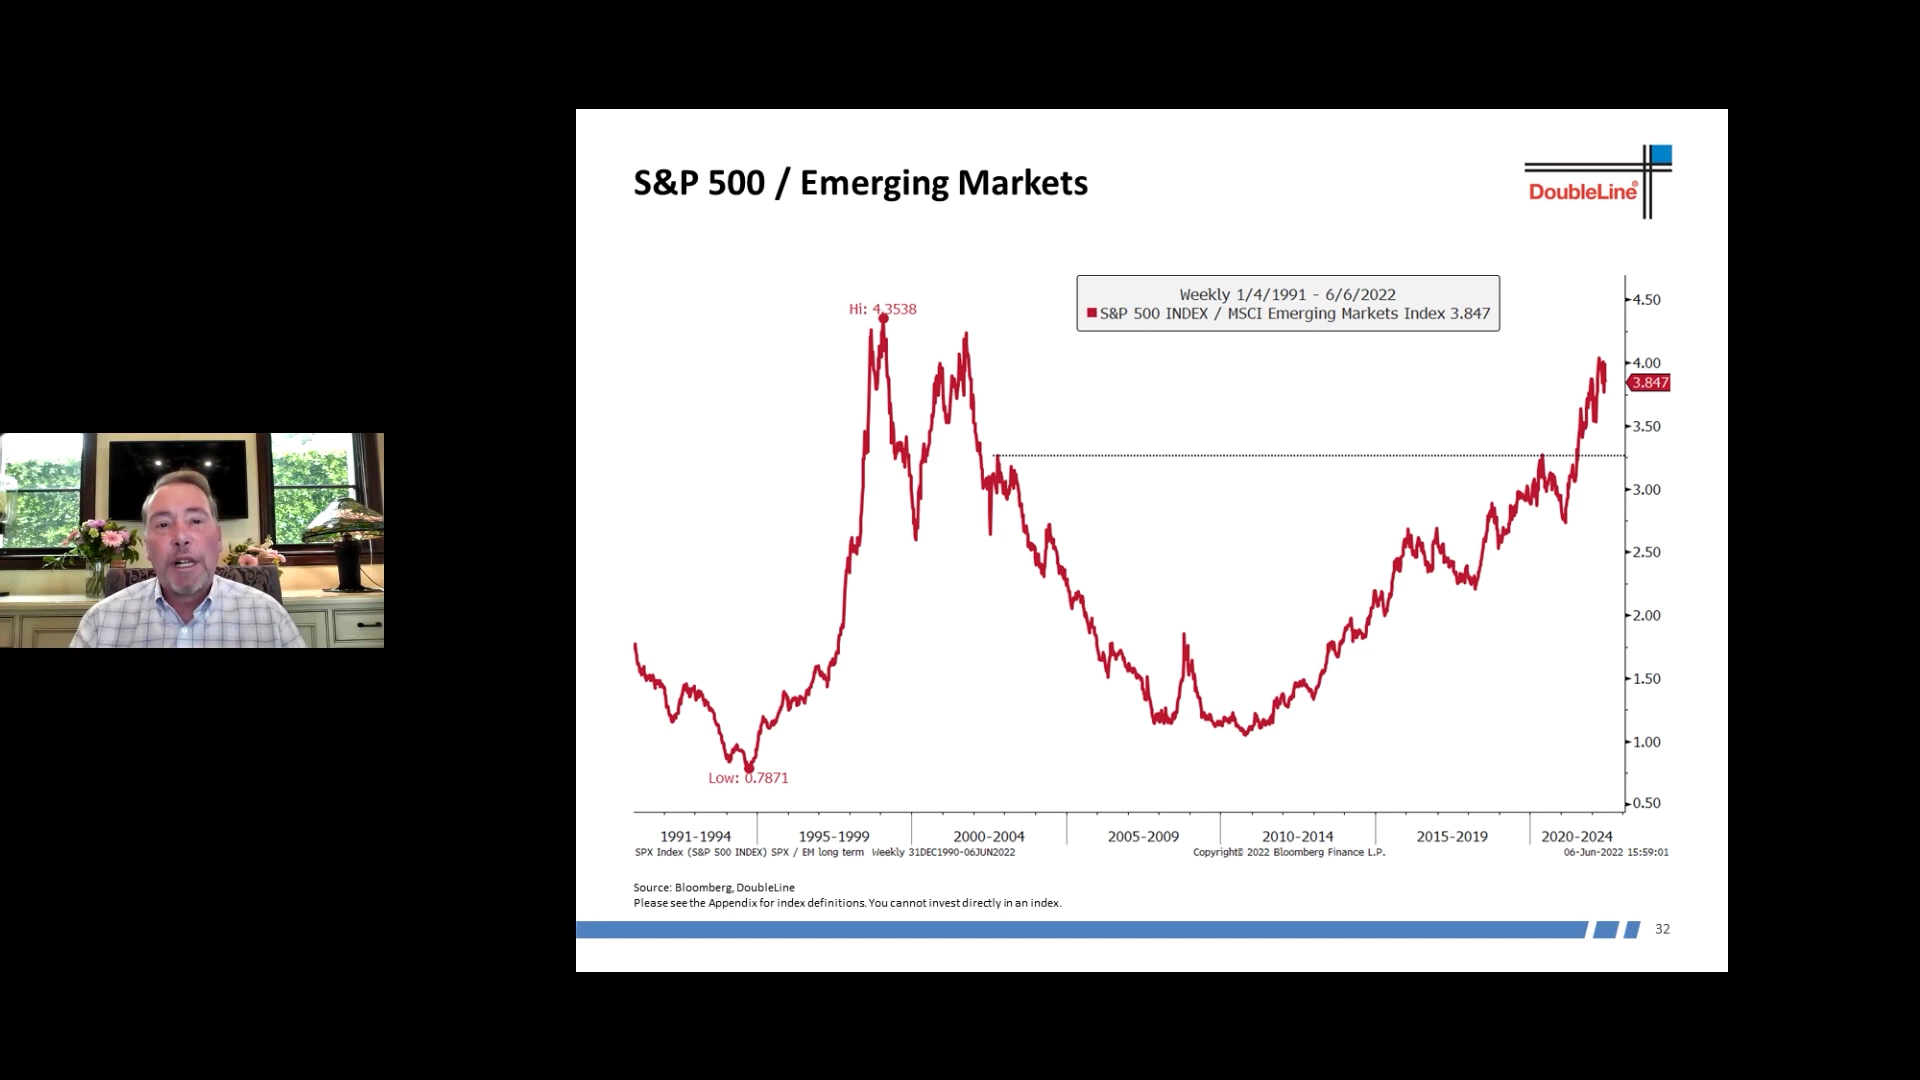 S&P 500 / Emerging Markets
DoubleLine®
Weekly 1/4/1991 - 6/6/2022
S&P 500 INDEX / MSCI Emerging Markets Index 3.847
Hi: 4.3538
Low: 0.7871
4.50
4.00
3.847
3.50
3.00
2.50
2.00
1.50
1.00
0.50
1991-1994 1995-1999 2000-2004 2005-2009 2010-2014 2015-2019 2020-2024
SPX Index (S&P 500 INDEX) SPX / EM long term Weekly 31DEC1990-06JUN2022 Copyright© 2022 Bloomberg Finance L.P. 06-Jun-2022 15:59:01
Source: Bloomberg, DoubleLine
Please see the Appendix for index definitions. You cannot invest directly in an index.
32